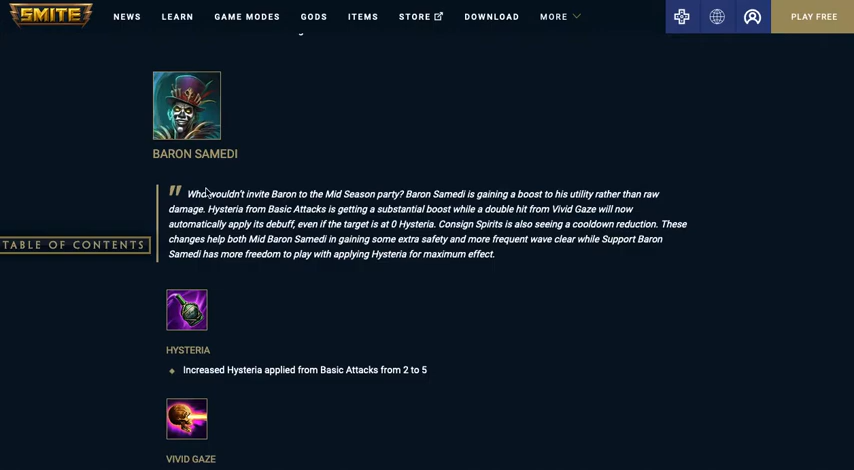 SMITE
NEWS LEARN GAME MODES GODS ITEMS STORE DOWNLOAD MORE PLAY FREE
BARON SAMEDI
" Who wouldn't invite Baron to the Mid Season party? Baron Samedi is gaining a boost to his utility rather than raw
damage. Hysteria from Basic Attacks is getting a substantial boost while a double hit from Vivid Gaze will now
automatically apply its debuff, even if the target is at 0 Hysteria. Consign Spirits is also seeing a cooldown reduction. These
changes help both Mid Baron Samedi in gaining some extra safety and more frequent wave clear while Support Baron
Samedi has more freedom to play with applying Hysteria for maximum effect.
TABLE OF CONTENTS
HYSTERIA
Increased Hysteria applied from Basic Attacks from 2 to 5
VIVID GAZE